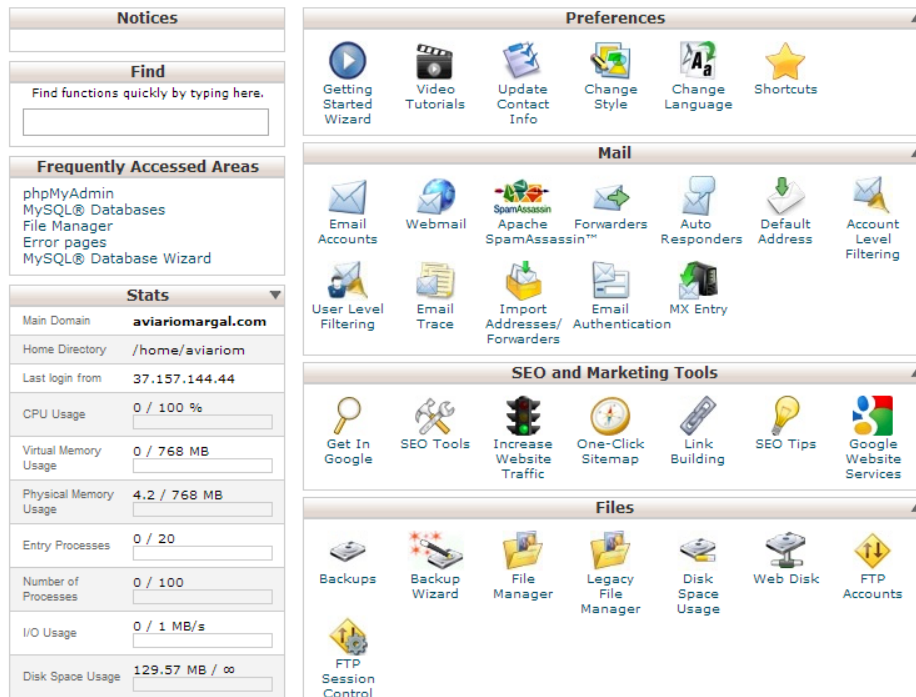 Notices
Find
Find functions quickly by typing here.
Frequently Accessed Areas
phpMyAdmin
MySQL® Databases
File Manager
Error pages
MySQL® Database Wizard
Stats
Main Domain aviariomargal.com
Home Directory /home/aviariom
Last login from 37.157.144.44
CPU Usage 0 / 100 %
Virtual Memory Usage 0 / 768 MB
Physical Memory Usage 4.2 / 768 MB
Entry Processes 0 / 20
Number of Processes 0 / 100
I/O Usage 0 / 1 MB/s
Disk Space Usage 129.57 MB / ∞
Preferences
Getting Started Wizard
Video Tutorials
Update Contact Info
Change Style
Change Language
Shortcuts
Mail
Email Accounts
Webmail
SpamAssassin
Apache SpamAssassin™
Forwarders
Auto Responders
Default Address
Account Level Filtering
User Level Filtering
Email Trace
Import Addresses/ Forwarders
Email Authentication
MX Entry
SEO and Marketing Tools
Get In Google
SEO Tools
Increase Website Traffic
One-Click Sitemap
Link Building
SEO Tips
Google Website Services
Files
Backups
Backup Wizard
File Manager
Legacy File Manager
Disk Space Usage
Web Disk
FTP Accounts
FTP Session Control